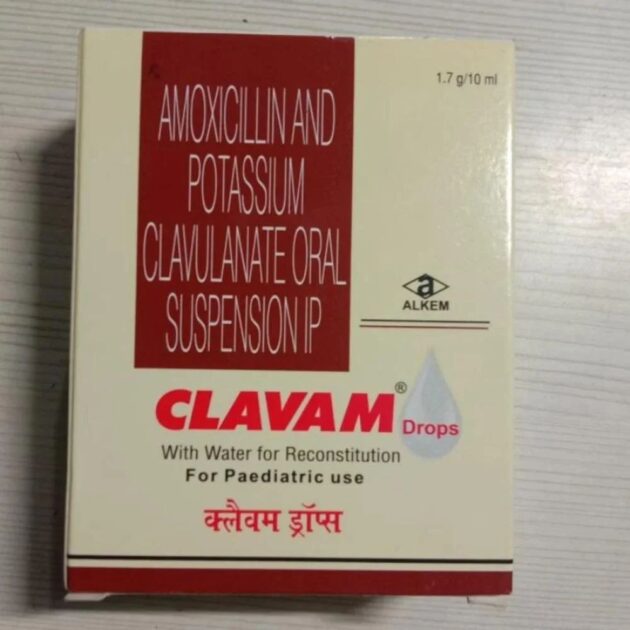 AMOXICILLIN AND
POTASSIUM
CLAVULANATE ORAL
SUSPENSION IP
1.7 g/10 ml
a
ALKEM
CLAVAM®
Drops
With Water for Reconstitution
For Paediatric use
क्लैवम ड्रॉप्स